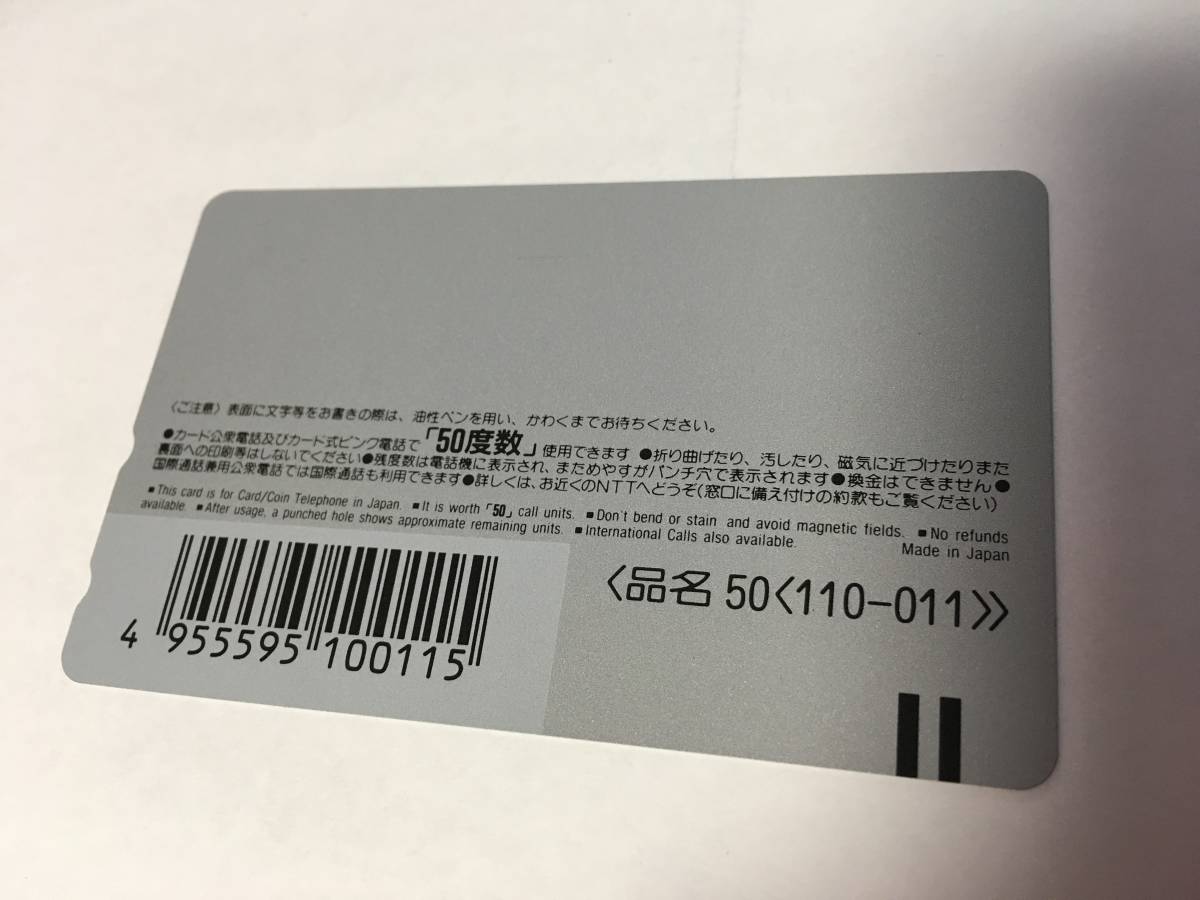 〈ご注意〉表面に文字等をお書きの際は、油性ペンを用い、かわくまでお待ちください。
●カード公衆電話及びカード式ピンク電話で「50度数」使用できます ●折り曲げたり、汚したり、磁気に近づけたりまた
裏面への印刷等はしないでください●残度数は電話機に表示され、まためやすがパンチ穴で表示されます●換金はできません●
国際通話兼用公衆電話では国際通話も利用できます●詳しくは、お近くのNTTへどうぞ(窓口に備え付けの約款もご覧ください)
■This card is for Card/Coin Telephone in Japan. ■It is worth「50」call units. ■Don't bend or stain and avoid magnetic fields. ■No refunds
available. ■After usage, a punched hole shows approximate remaining units. ■International Calls also available.
Made in Japan
〈品名 50〈110-011〉〉
4 955595 100115